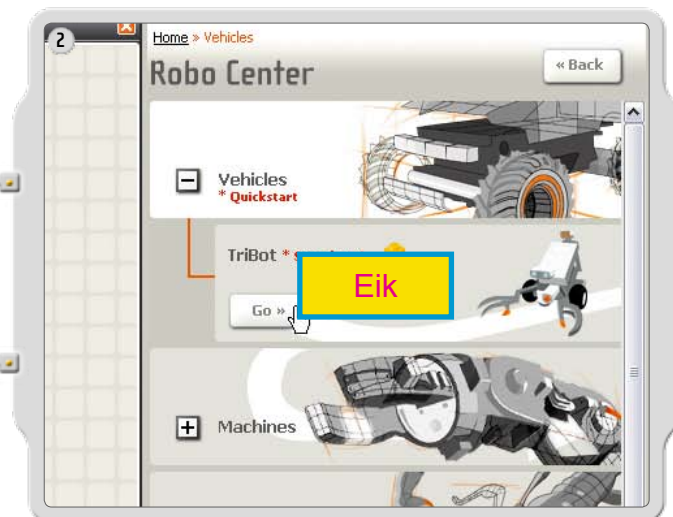 2
Home » Vehicles
Robo Center
« Back
Vehicles
* Quickstart
TriBot *
Eik
Go »
Machines